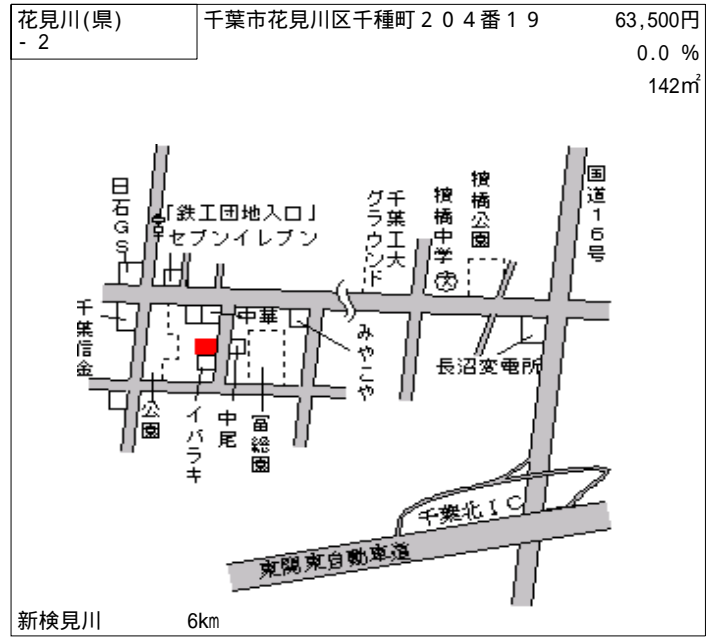 花見川(県)
- 2
千葉市花見川区千種町２０４番１９
63,500円
0.0 %
142㎡
日石ＧＳ
「鉄工団地入口」
セブンイレブン
千葉工大
グラウンド
犢橋中学
文
犢橋公園
国道１６号
千葉信金
中華
みやこや
長沼変電所
公園
イバラキ
中尾
富総園
千葉北ＩＣ
東関東自動車道
新検見川
6㎞